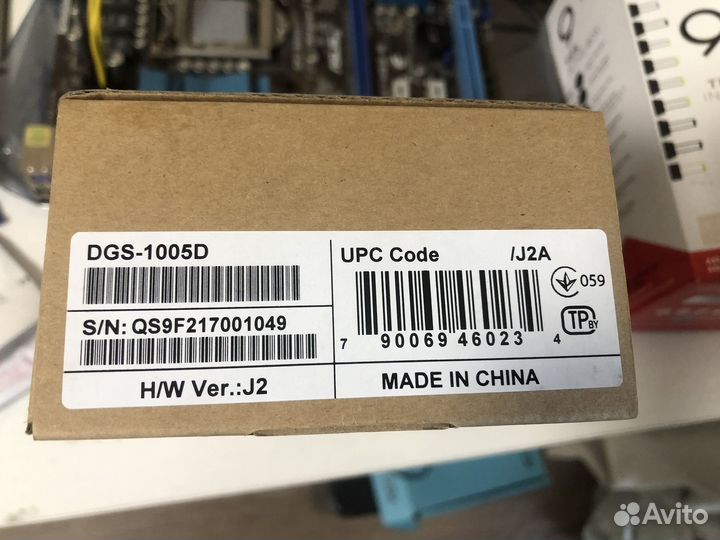 DGS-1005D
S/N: QS9F217001049
H/W Ver.:J2
UPC Code /J2A
7 90069 46023 4
059
TP BY
MADE IN CHINA
9
Avito